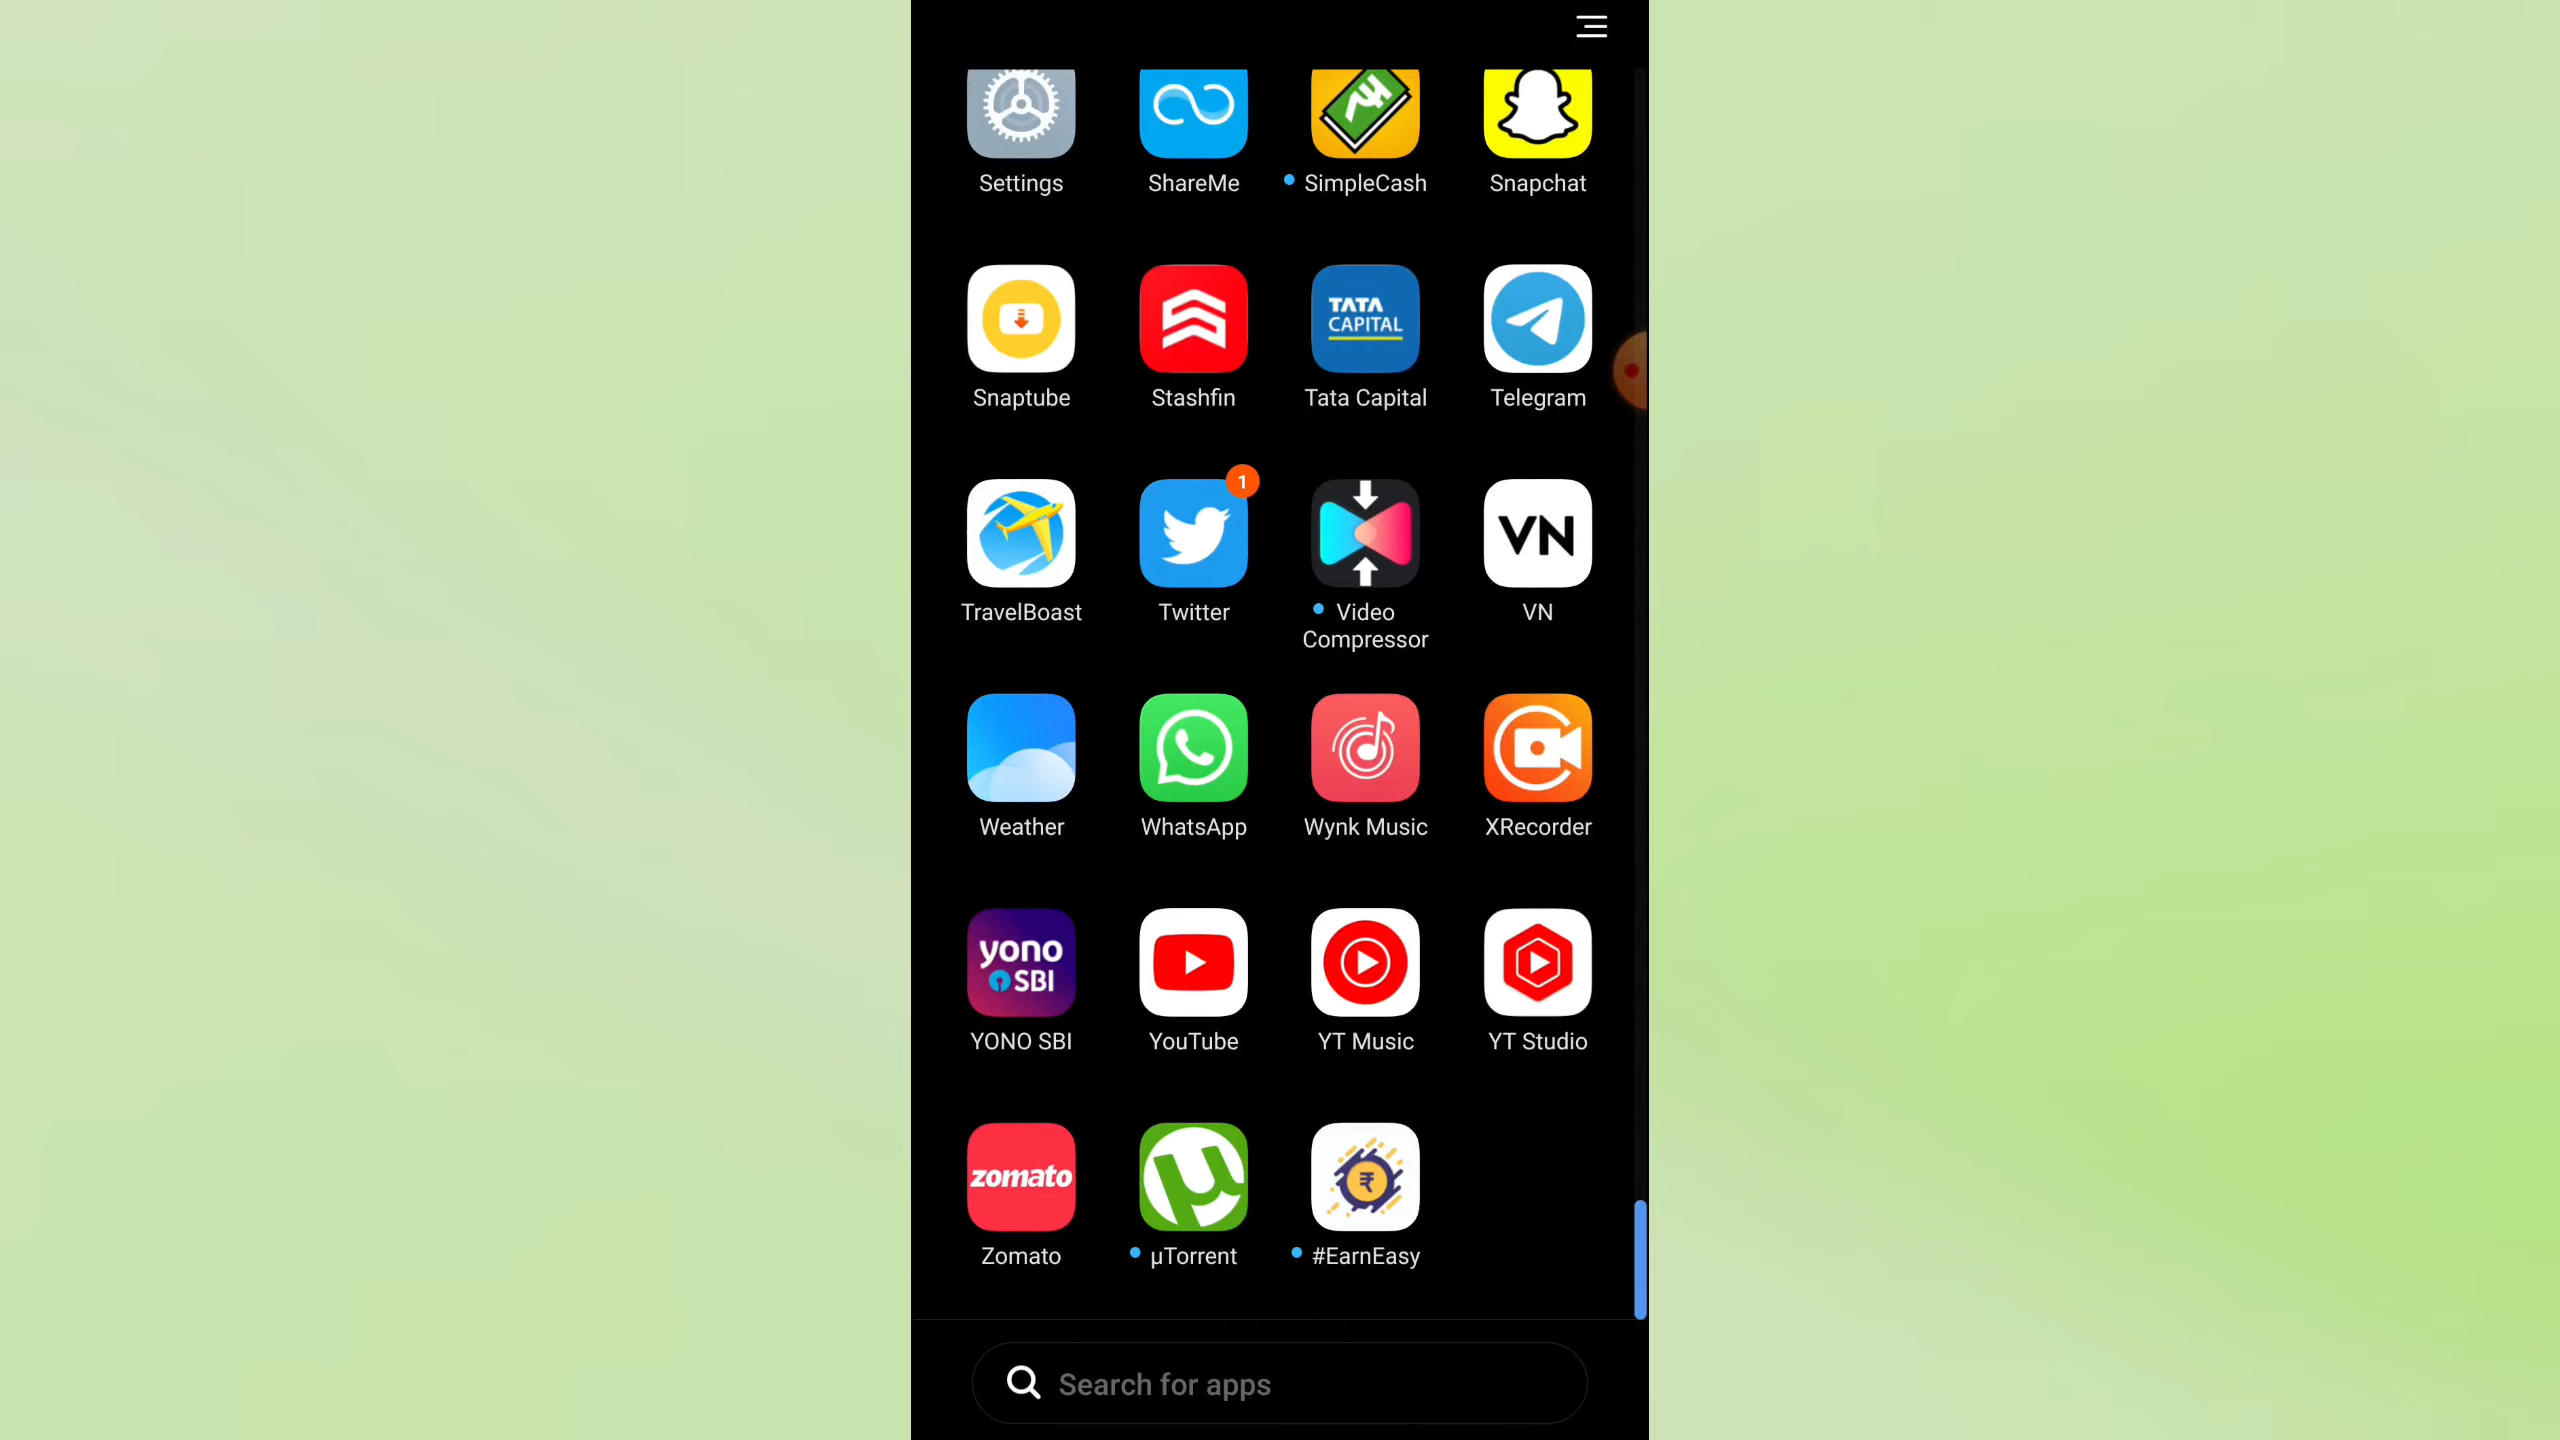 Settings ShareMe SimpleCash Snapchat
TATA
CAPITAL
Snaptube Stashfin Tata Capital Telegram
1
VN
TravelBoast Twitter Video Compressor VN
Weather WhatsApp Wynk Music XRecorder
yono
SBI
YONO SBI YouTube YT Music YT Studio
zomato
µ
₹
Zomato µTorrent #EarnEasy
Search for apps